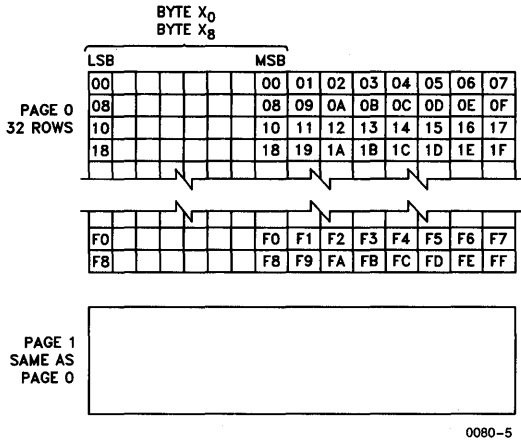 BYTE X0
BYTE X8
LSB MSB
00 00 01 02 03 04 05 06 07
PAGE 0
32 ROWS
08 08 09 0A 0B 0C 0D 0E 0F
10 10 11 12 13 14 15 16 17
18 18 19 1A 1B 1C 1D 1E 1F
F0 F0 F1 F2 F3 F4 F5 F6 F7
F8 F8 F9 FA FB FC FD FE FF
PAGE 1
SAME AS
PAGE 0
0080-5